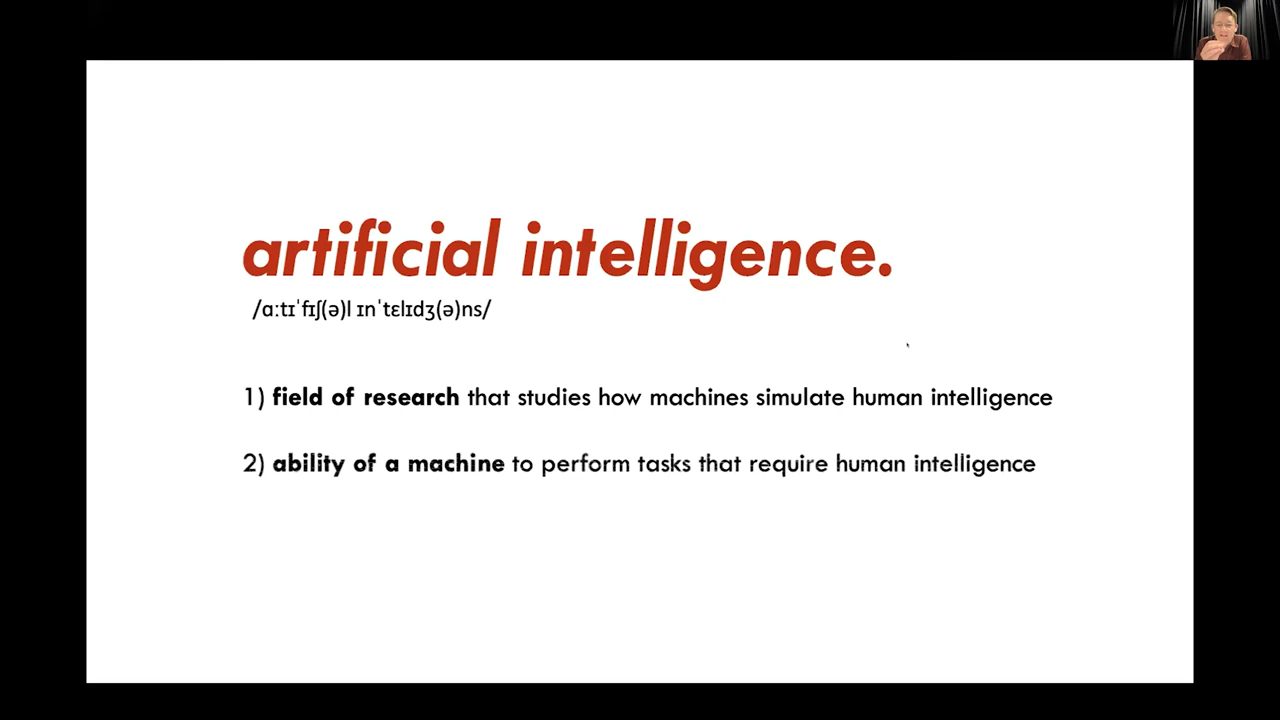 artificial intelligence.
/ɑːtɪˈfɪʃ(ə)l ɪnˈtɛlɪdʒ(ə)ns/
1) field of research that studies how machines simulate human intelligence
2) ability of a machine to perform tasks that require human intelligence